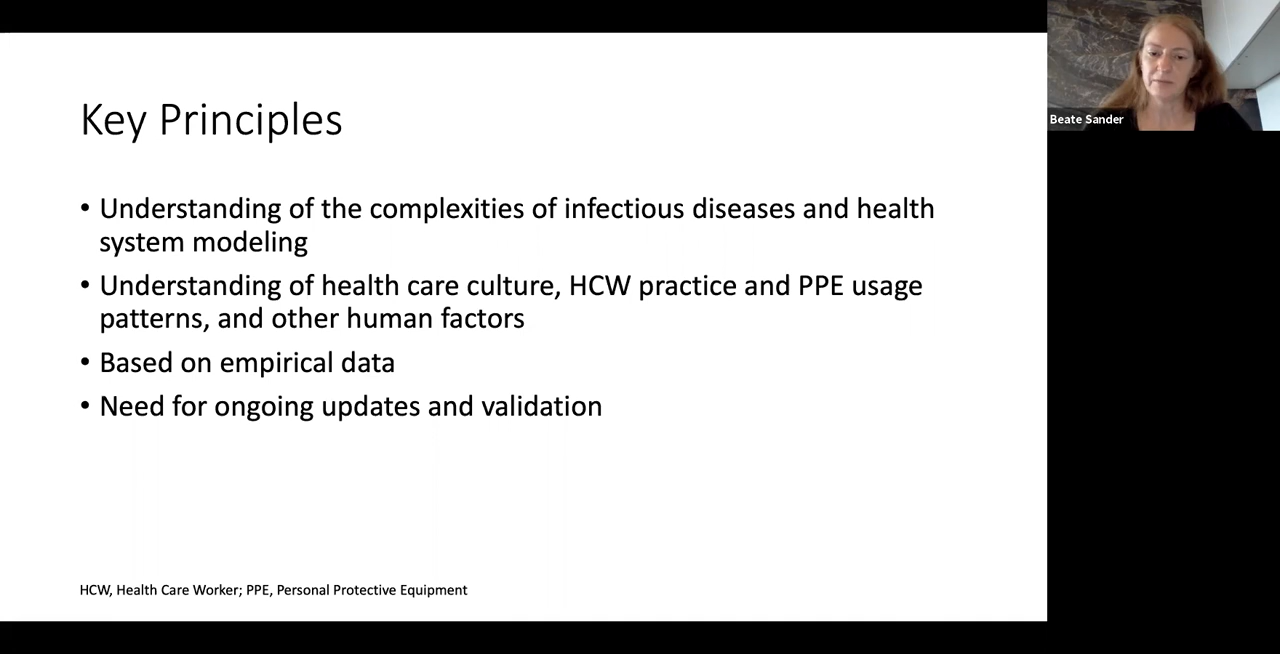 Key Principles
• Understanding of the complexities of infectious diseases and health
system modeling
• Understanding of health care culture, HCW practice and PPE usage
patterns, and other human factors
• Based on empirical data
• Need for ongoing updates and validation
HCW, Health Care Worker; PPE, Personal Protective Equipment
Beate Sander